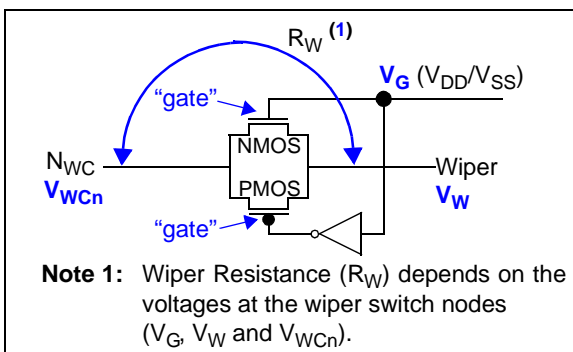 R_W (1)
V_G (V_DD/V_SS)
“gate”
NMOS
N_WC
Wiper
V_WCn
PMOS
V_W
“gate”
Note 1: Wiper Resistance (R_W) depends on the
voltages at the wiper switch nodes
(V_G, V_W and V_WCn).